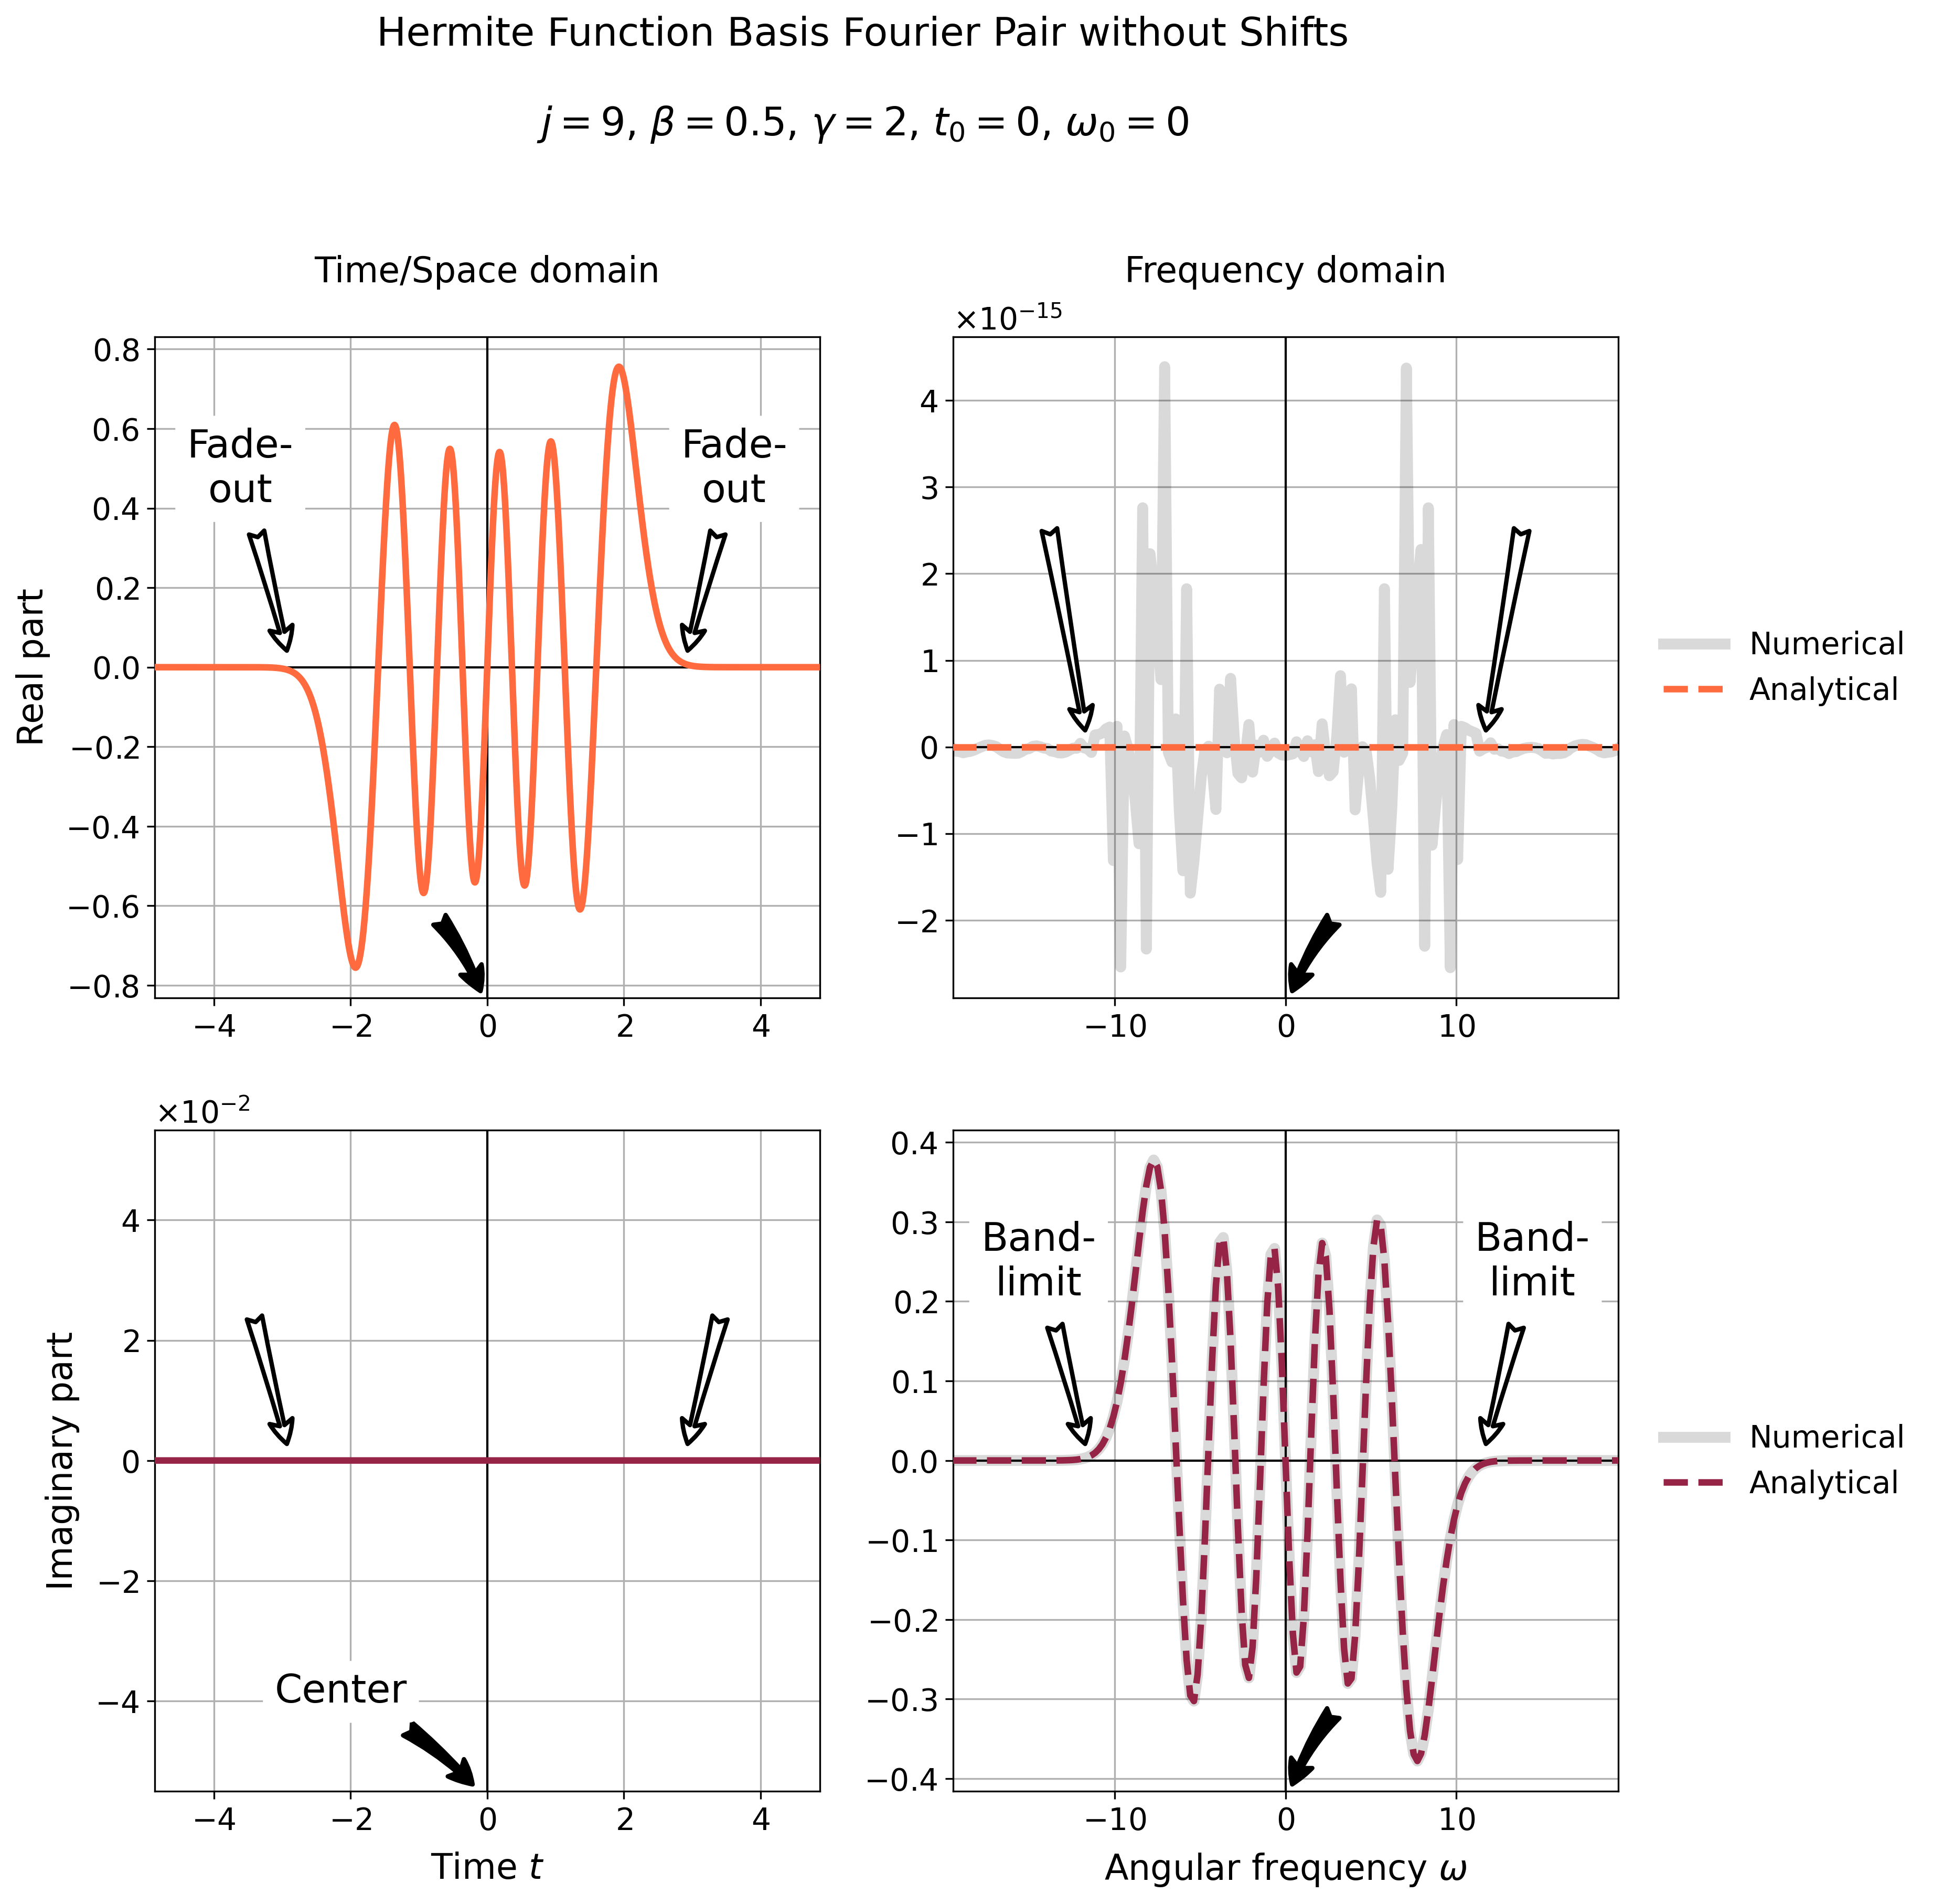 Hermite Function Basis Fourier Pair without Shifts
j = 9, β = 0.5, γ = 2, t₀ = 0, ω₀ = 0
Time/Space domain
Frequency domain
×10⁻¹⁵
Real part
0.8
0.6
0.4
0.2
0.0
−0.2
−0.4
−0.6
−0.8
Fade-
out
Fade-
out
−4
−2
0
2
4
4
3
2
1
0
−1
−2
−10
0
10
Numerical
Analytical
×10⁻²
Imaginary part
4
2
0
−2
−4
Center
−4
−2
0
2
4
Time t
0.4
0.3
0.2
0.1
0.0
−0.1
−0.2
−0.3
−0.4
Band-
limit
Band-
limit
−10
0
10
Angular frequency ω
Numerical
Analytical